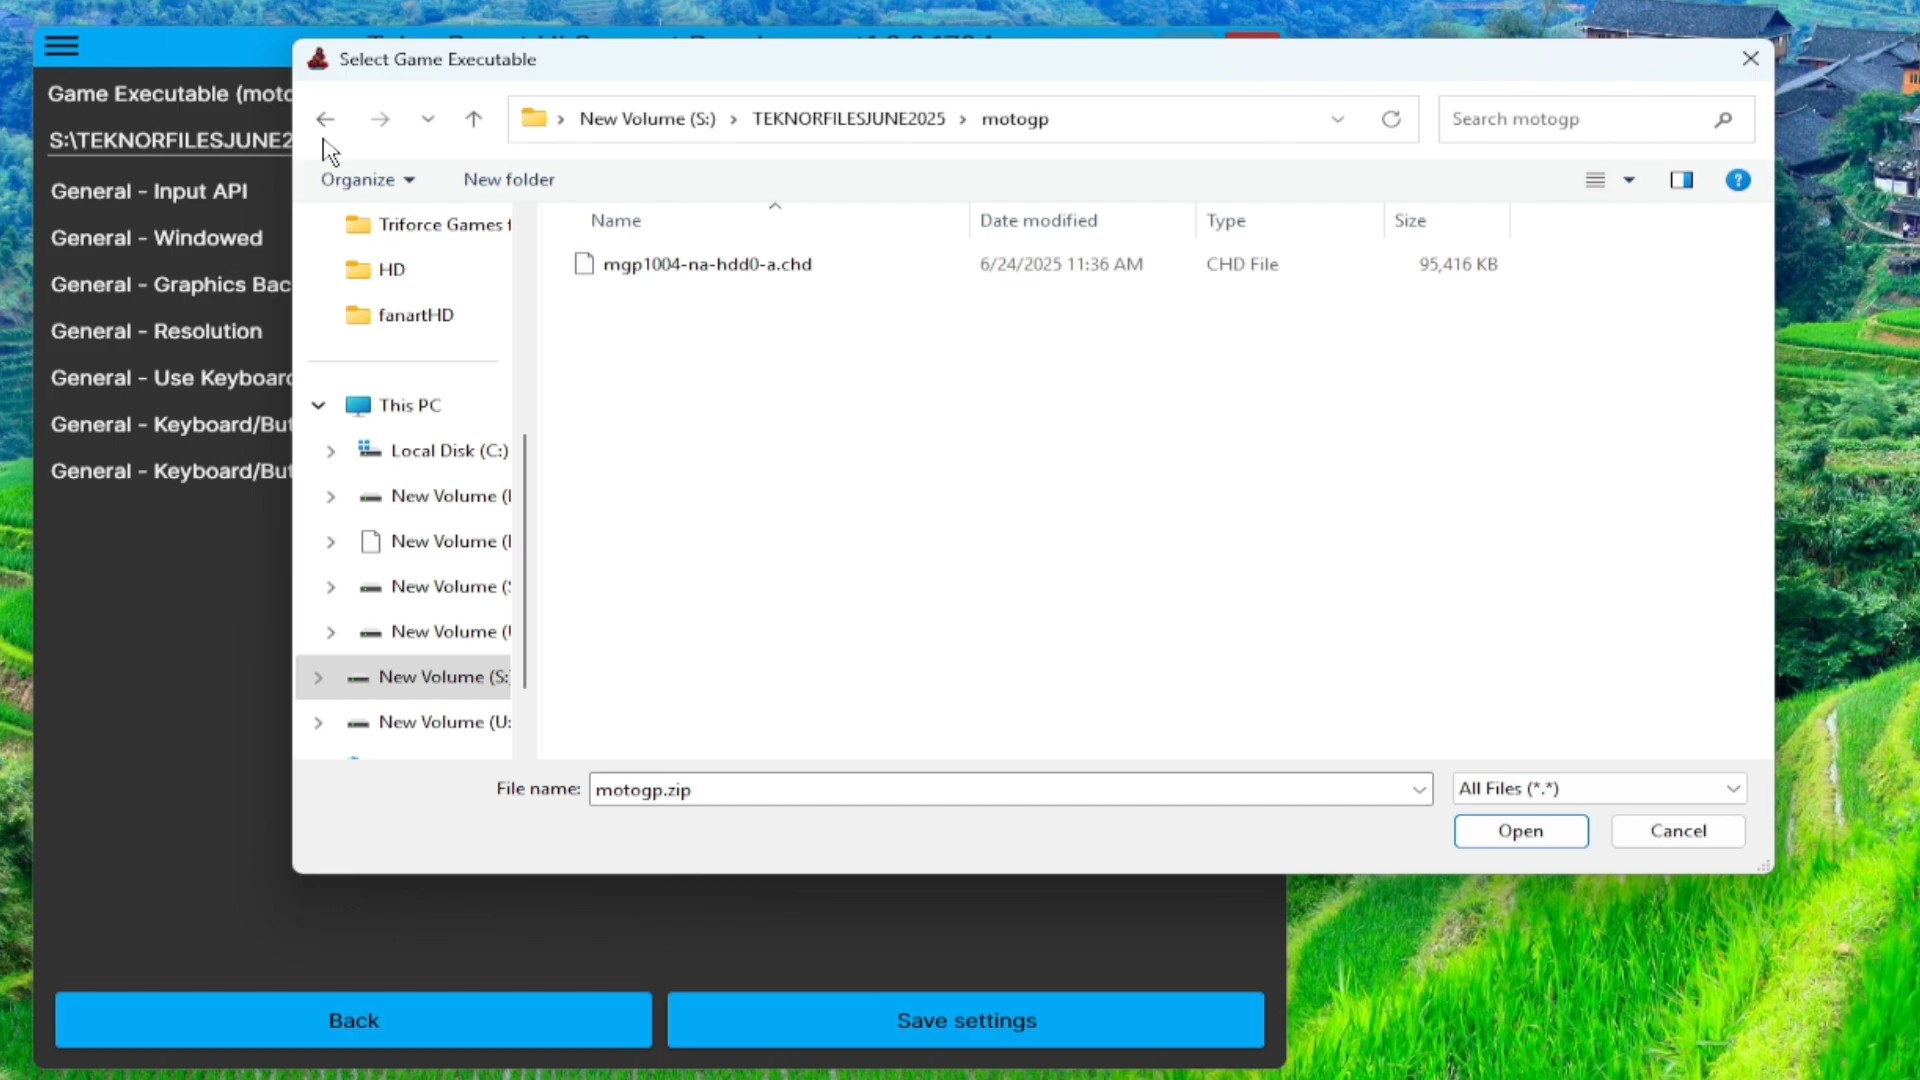 Select Game Executable
Game Executable (moto
S:\TEKNORFILESJUNE2
General - Input API
General - Windowed
General - Graphics Bac
General - Resolution
General - Use Keyboard
General - Keyboard/But
General - Keyboard/But
New Volume (S:) > TEKNORFILESJUNE2025 > motogp
Search motogp
Organize
New folder
Triforce Games f
HD
fanartHD
This PC
Local Disk (C:)
New Volume (
New Volume (
New Volume (
New Volume (
New Volume (S:
New Volume (U:
Name Date modified Type Size
mgp1004-na-hdd0-a.chd 6/24/2025 11:36 AM CHD File 95,416 KB
File name: motogp.zip All Files (*.*)
Open Cancel
Back Save settings